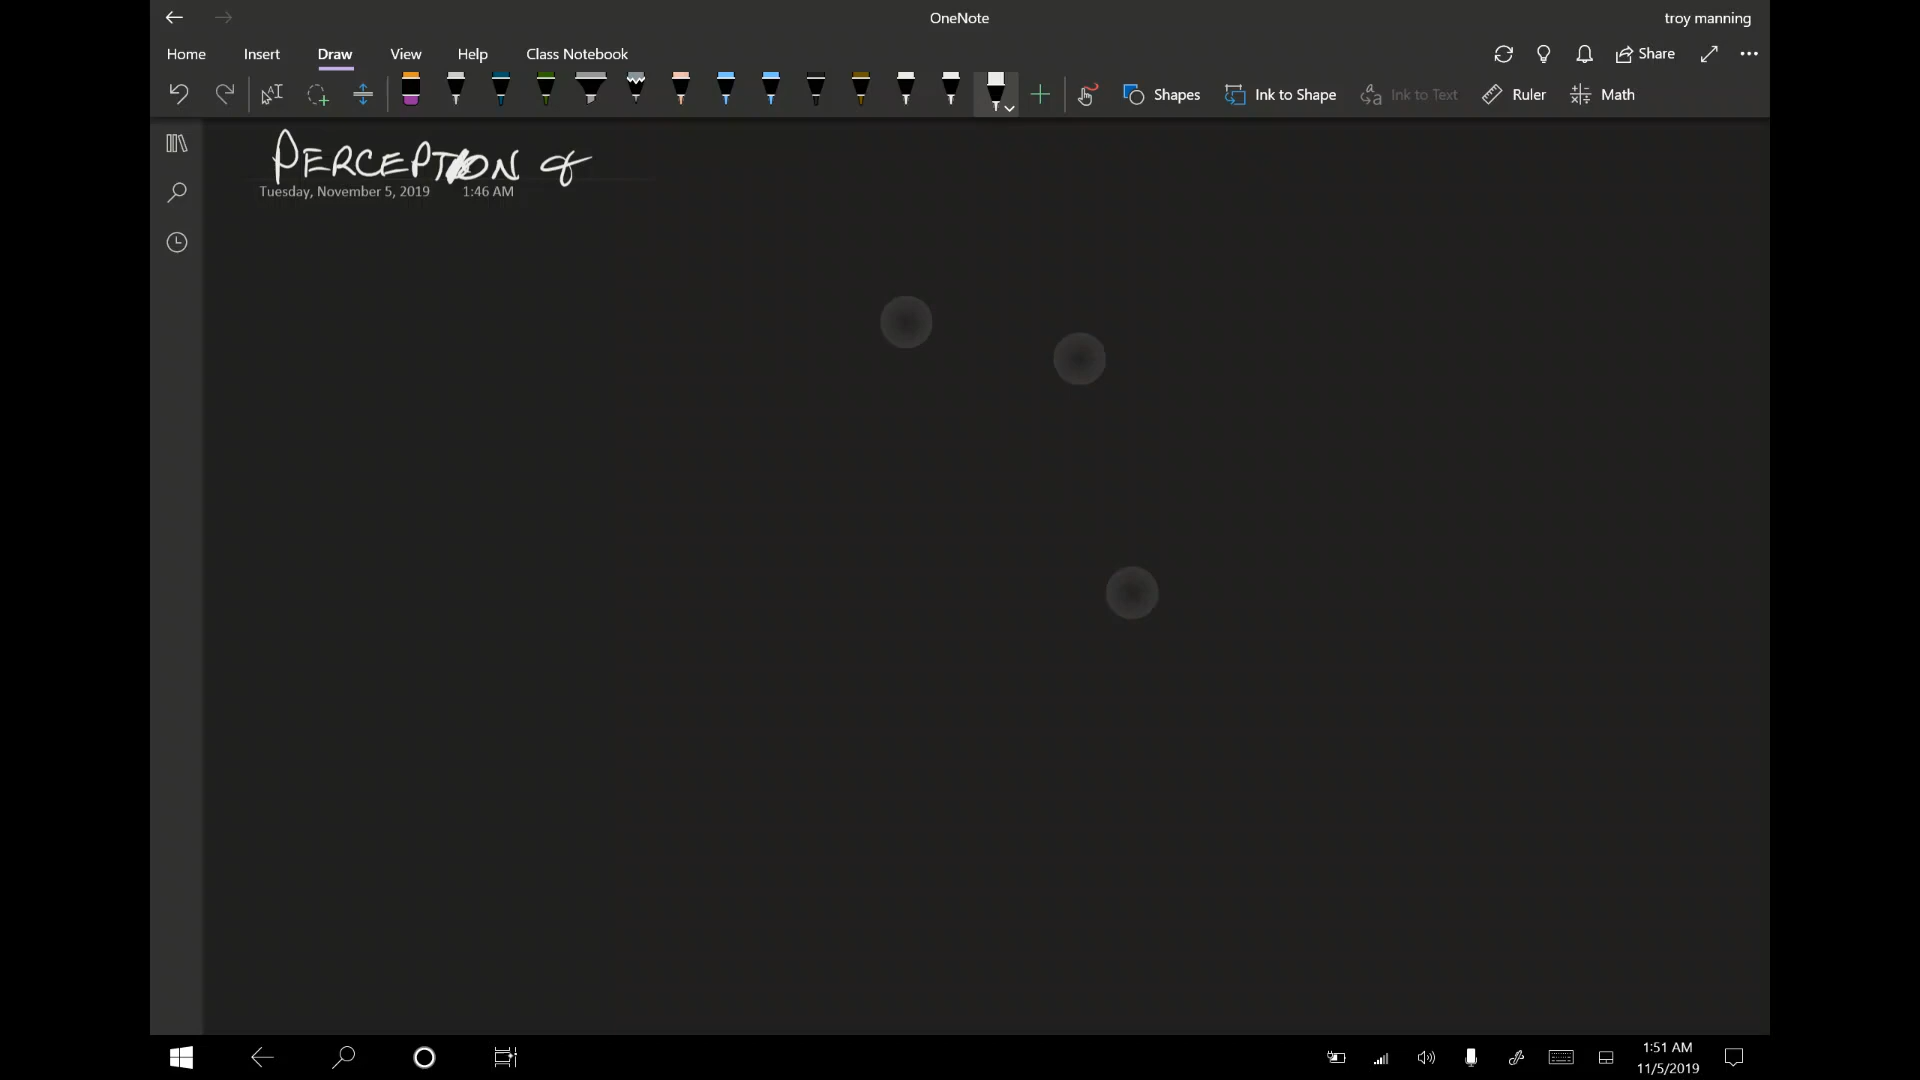 OneNote
troy manning
Home Insert Draw View Help Class Notebook
Share
Shapes Ink to Shape Ink to Text Ruler Math
PERCEPTION of
Tuesday, November 5, 2019 1:46 AM
1:51 AM
11/5/2019